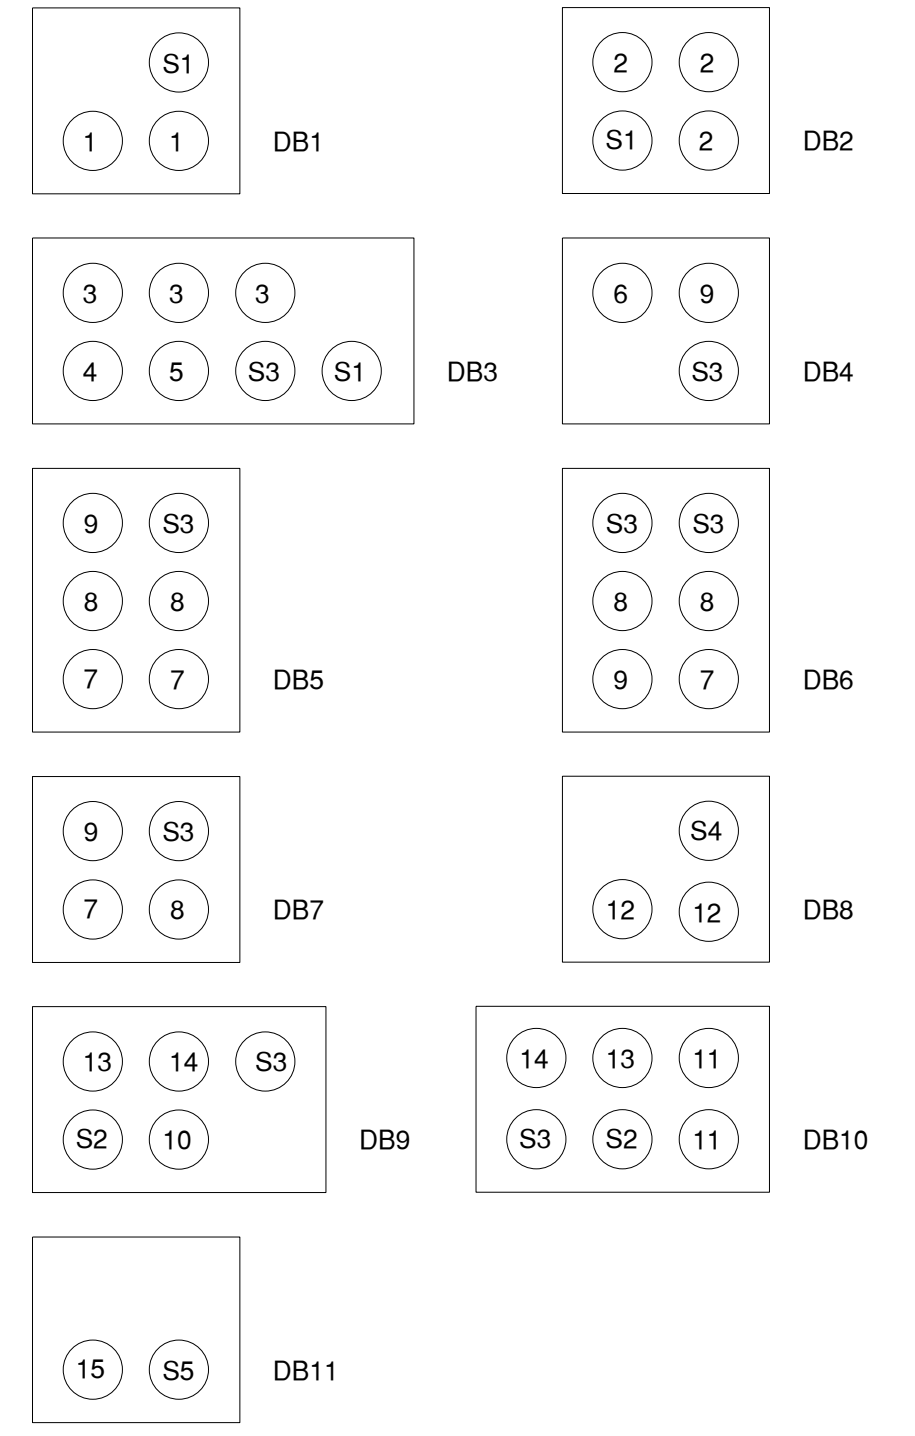 S1
1 1 DB1
2 2
S1 2 DB2
3 3 3
4 5 S3 S1 DB3
6 9
S3 DB4
9 S3
8 8
7 7 DB5
S3 S3
8 8
9 7 DB6
9 S3
7 8 DB7
S4
12 12 DB8
13 14 S3
S2 10 DB9
14 13 11
S3 S2 11 DB10
15 S5 DB11